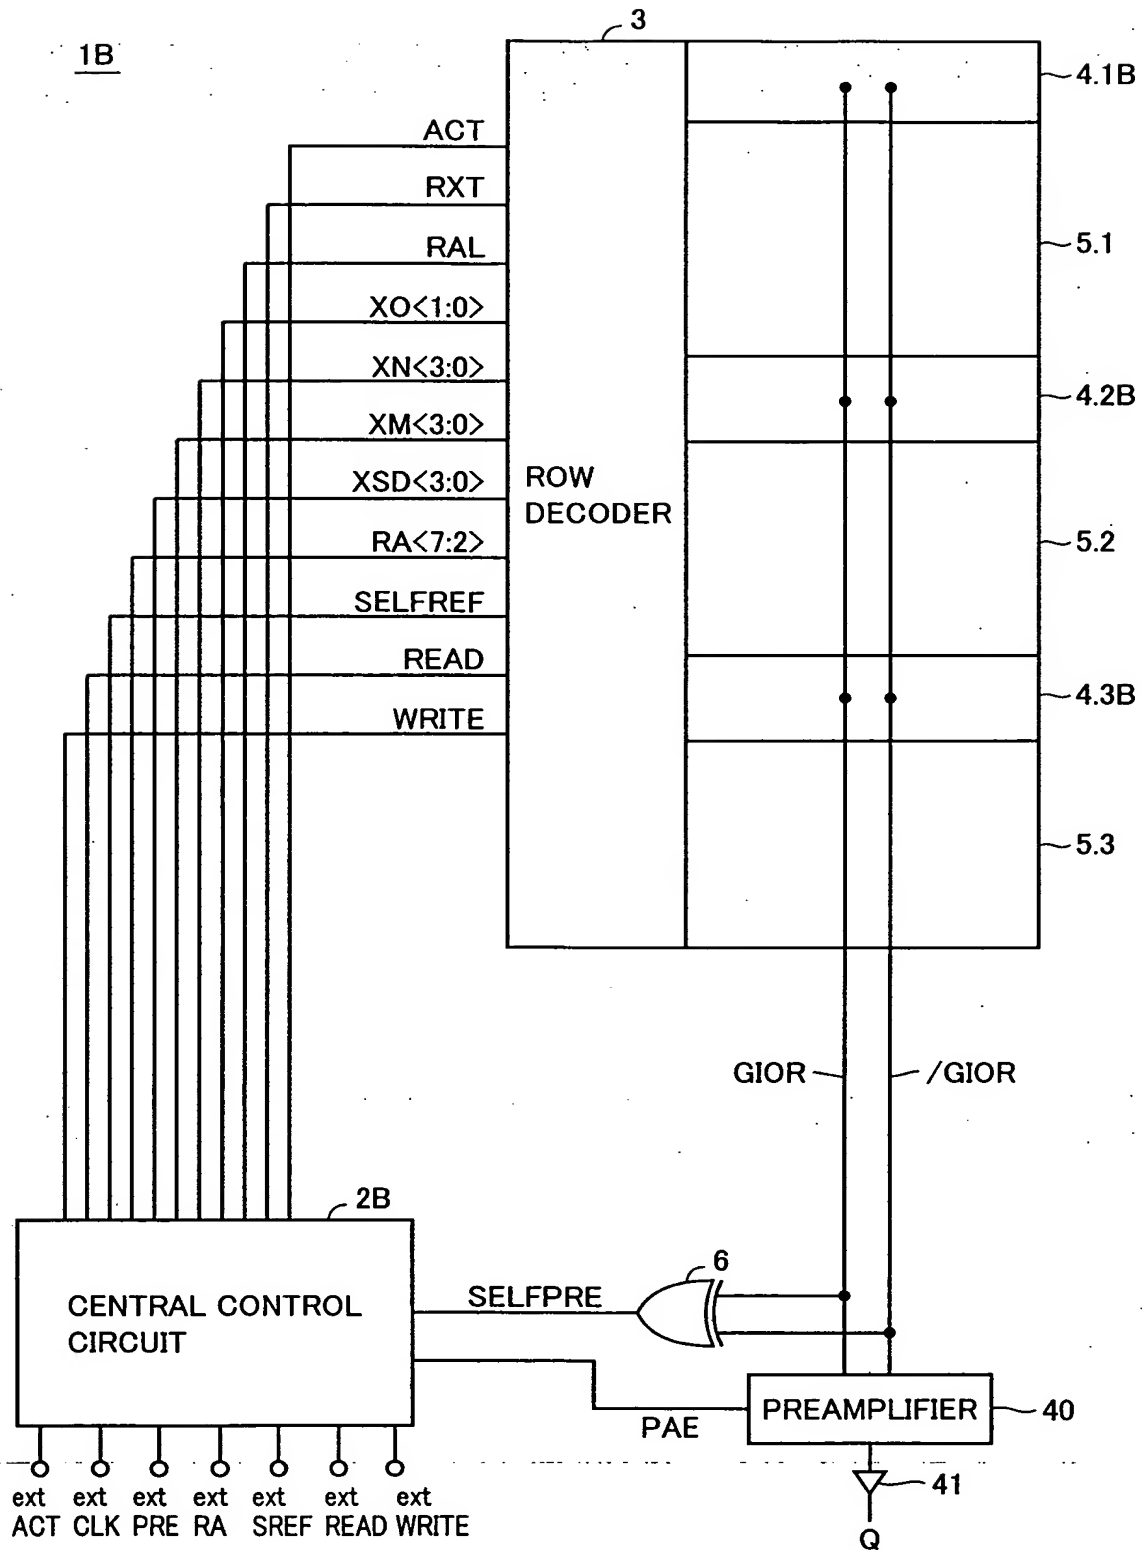 1B
3
4.1B
ACT
RXT
RAL
5.1
XO<1:0>
XN<3:0>
4.2B
XM<3:0>
XSD<3:0>
ROW
DECODER
RA<7:2>
5.2
SELFREF
READ
4.3B
WRITE
5.3
GIOR
/GIOR
2B
6
SELFPRE
CENTRAL CONTROL
CIRCUIT
PREAMPLIFIER
40
PAE
41
ext ext ext ext ext ext ext
ACT CLK PRE RA SREF READ WRITE
Q